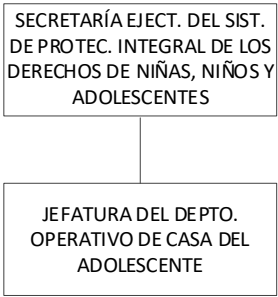 SECRETARÍA EJECT. DEL SIST.
DE PROTEC. INTEGRAL DE LOS
DERECHOS DE NIÑAS, NIÑOS Y
ADOLESCENTES
JEFATURA DEL DEPTO.
OPERATIVO DE CASA DEL
ADOLESCENTE